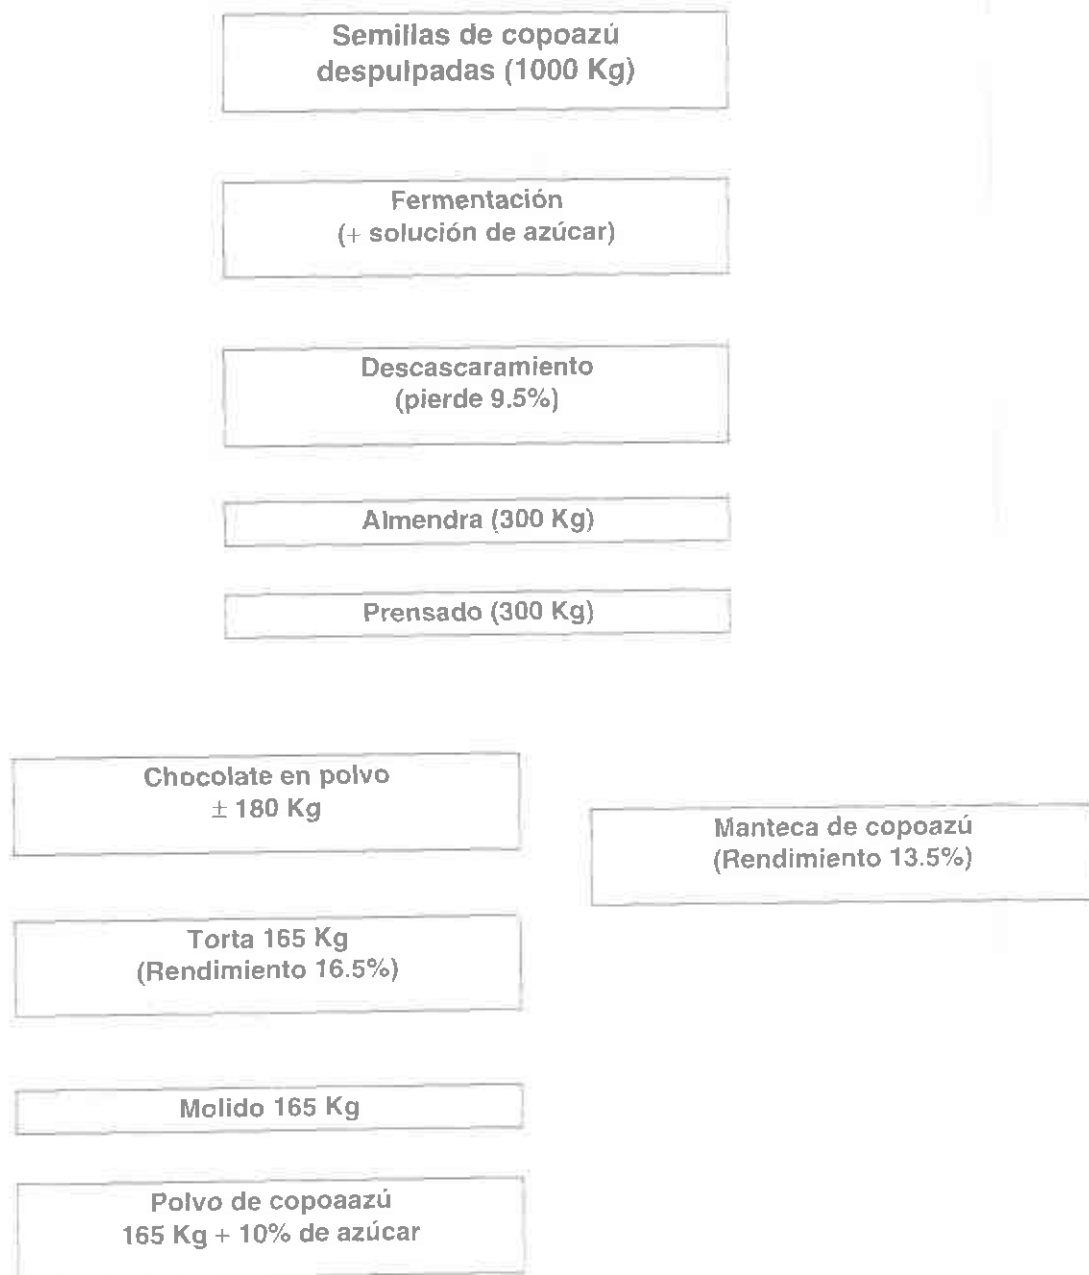 Semillas de copoazú
despulpadas (1000 Kg)
Fermentación
(+ solución de azúcar)
Descascaramiento
(pierde 9.5%)
Almendra (300 Kg)
Prensado (300 Kg)
Chocolate en polvo
± 180 Kg
Manteca de copoazú
(Rendimiento 13.5%)
Torta 165 Kg
(Rendimiento 16.5%)
Molido 165 Kg
Polvo de copoaazú
165 Kg + 10% de azúcar